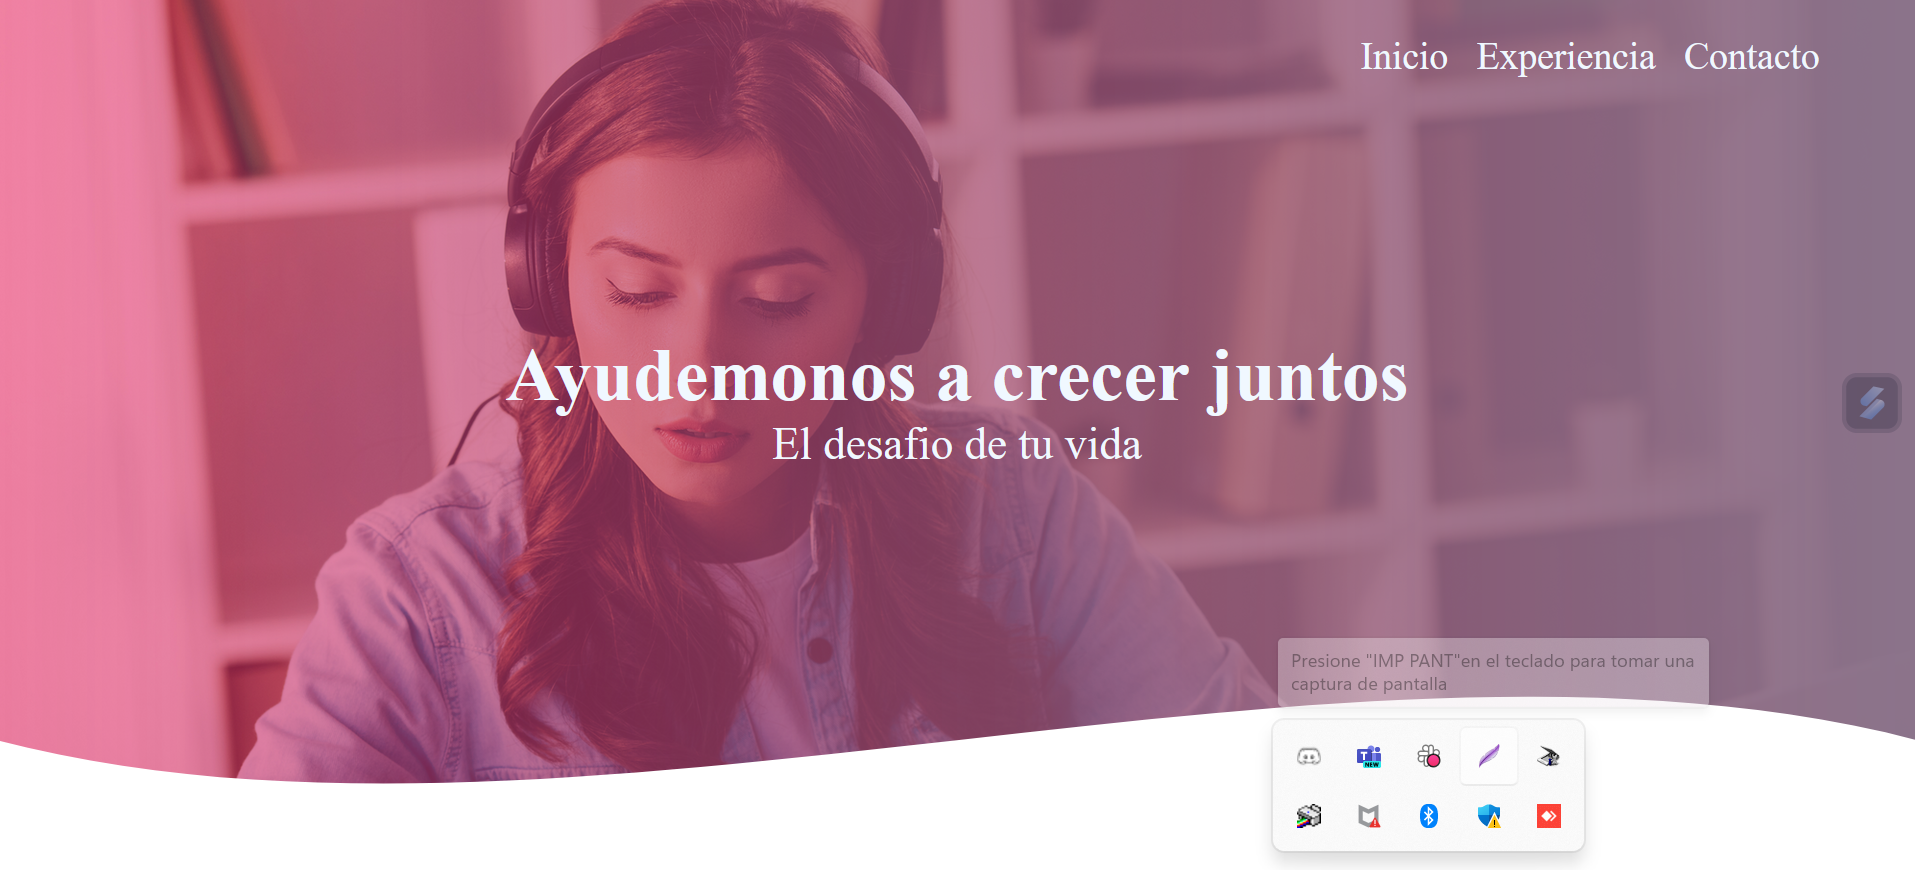 Inicio Experiencia Contacto
Ayudemonos a crecer juntos
El desafio de tu vida
Presione "IMP PANT"en el teclado para tomar una
captura de pantalla
T
NEW